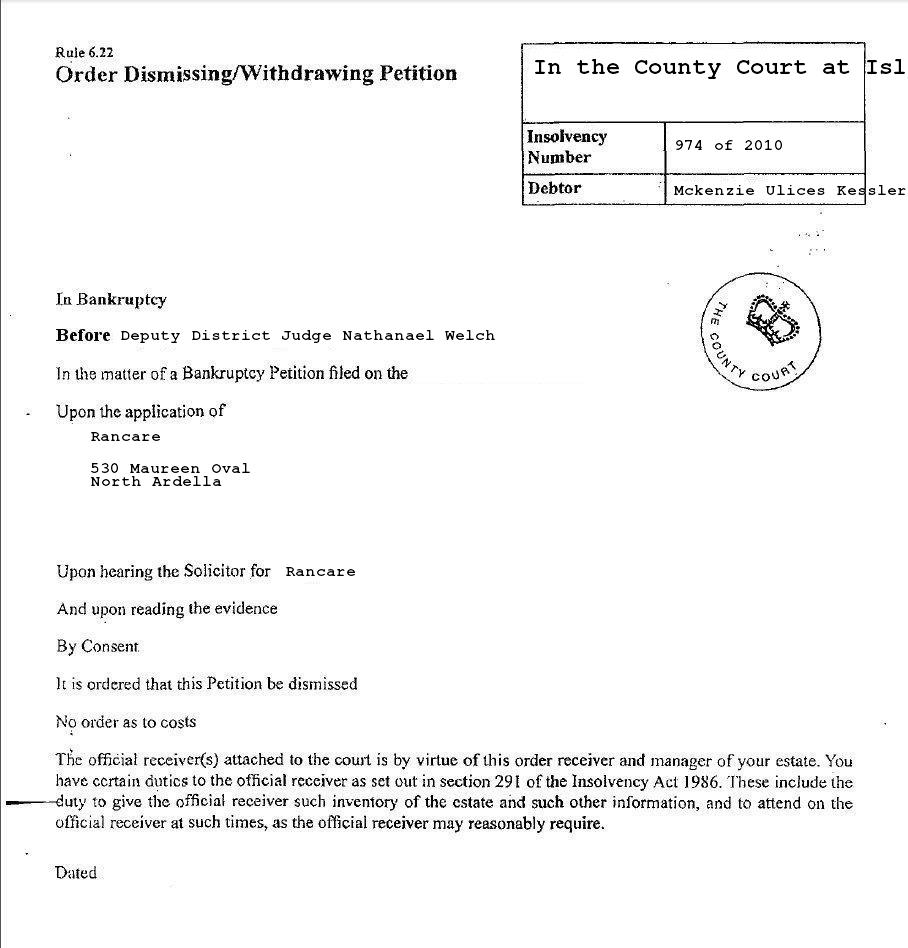 Rule 6.22
Order Dismissing/Withdrawing Petition
In the County Court at Isl
Insolvency Number
974 of 2010
Debtor
Mckenzie Ulices Kessler
THE COUNTY COURT
In Bankruptcy
Before Deputy District Judge Nathanael Welch
In the matter of a Bankruptcy Petition filed on the
Upon the application of
Rancare
530 Maureen Oval
North Ardella
Upon hearing the Solicitor for Rancare
And upon reading the evidence
By Consent
It is ordered that this Petition be dismissed
No order as to costs
The official receiver(s) attached to the court is by virtue of this order receiver and manager of your estate. You
have certain duties to the official receiver as set out in section 291 of the Insolvency Act 1986. These include the
duty to give the official receiver such inventory of the estate and such other information, and to attend on the
official receiver at such times, as the official receiver may reasonably require.
Dated